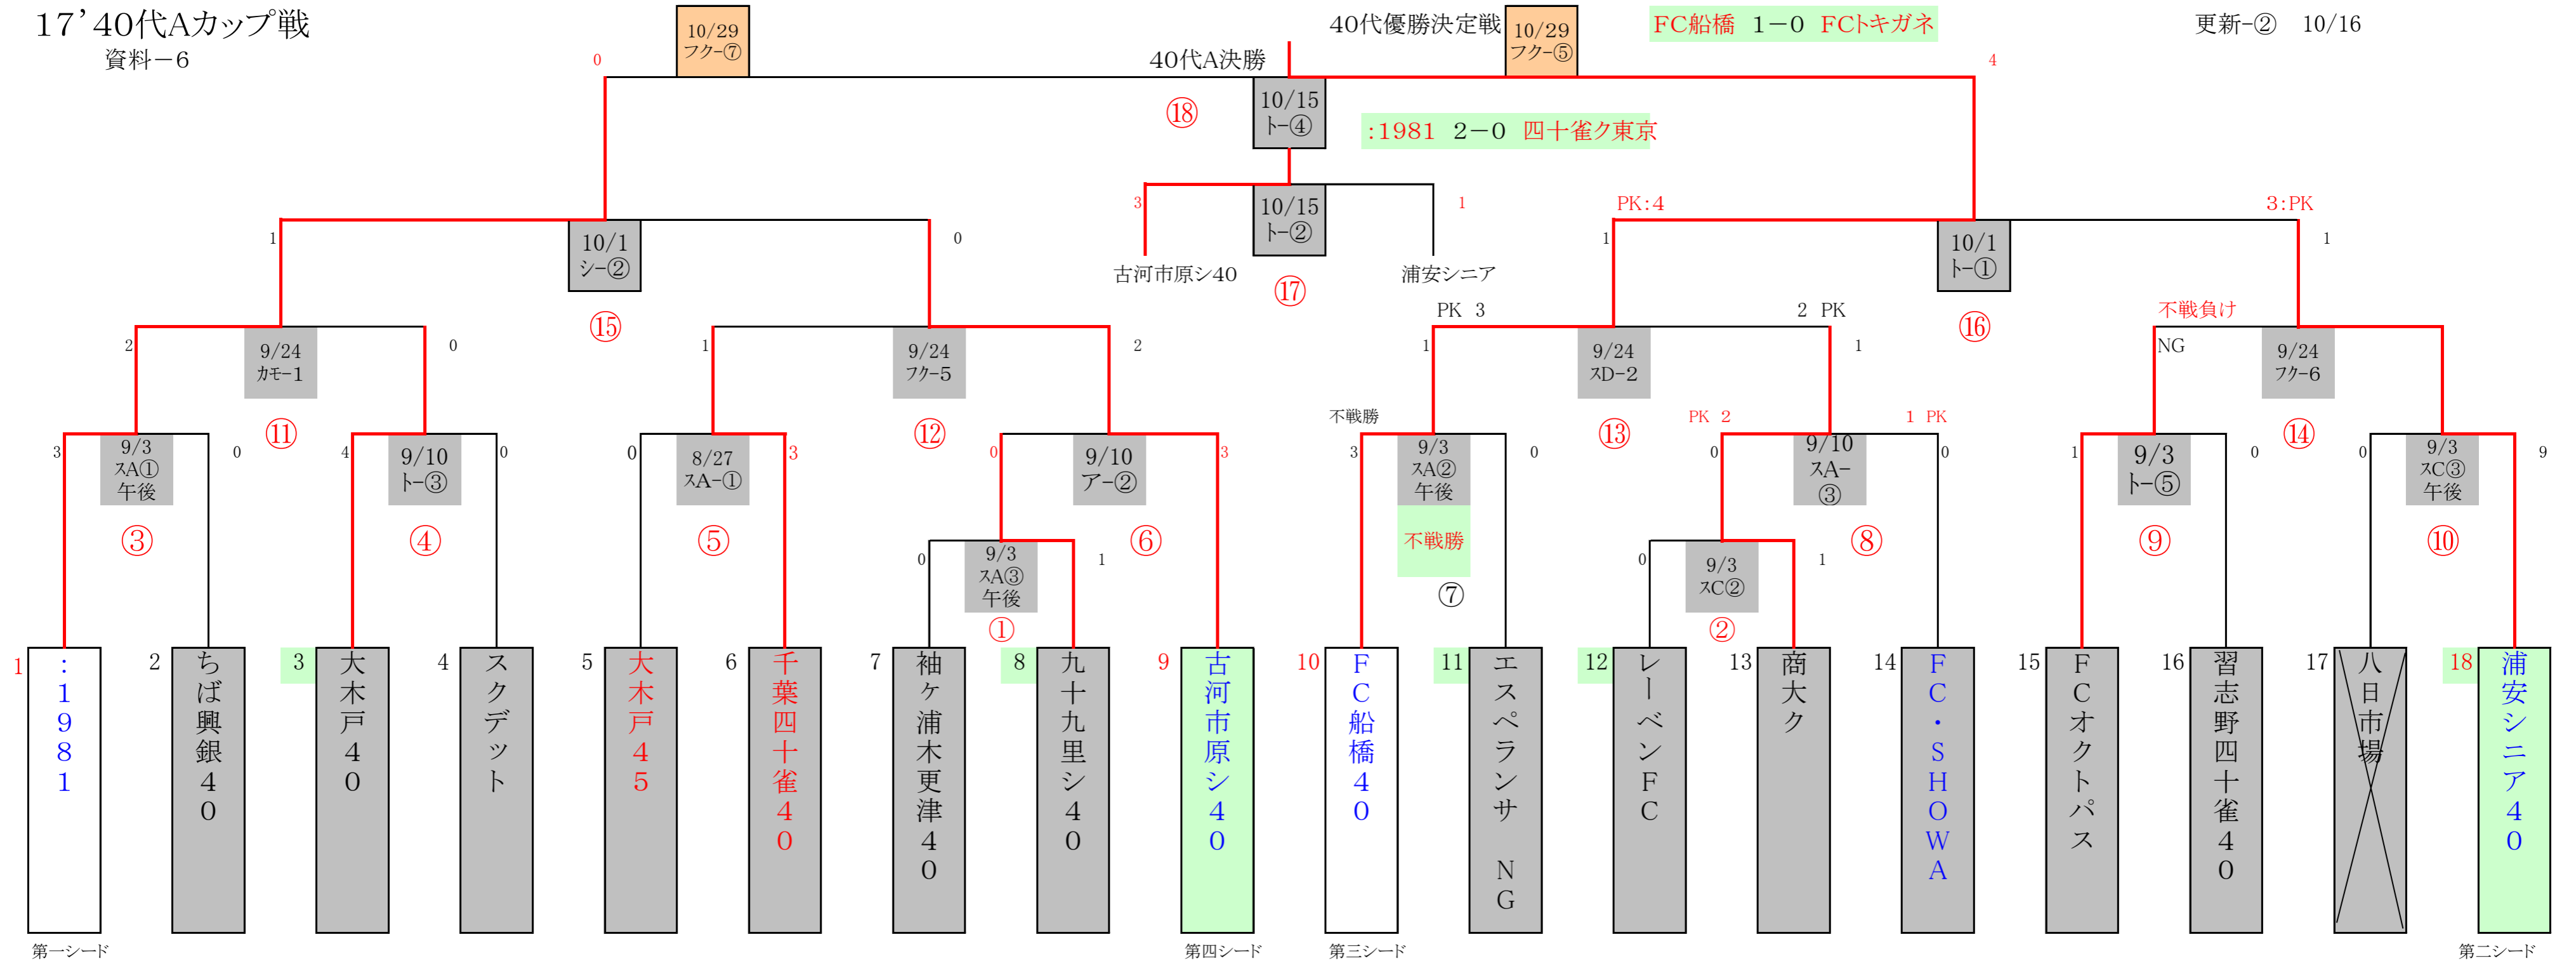 17’40代Aカップ戦
資料－6
10/29
フク－⑦
40代A決勝
40代優勝決定戦
10/29
フク－⑤
FC船橋 1－0 FCトキガネ
更新-② 10/16
0
4
10/15
ト－④
⑱
:1981 2－0 四十雀ク東京
3
10/15
ト－②
1
古河市原シ40
浦安シニア
⑰
PK:4
3:PK
1
10/1
シ－②
0
⑮
1
10/1
ト－①
1
⑯
PK 3
2 PK
不戦負け
2
9/24
カモ－1
0
⑪
1
9/24
フク－5
2
⑫
1
9/24
スD－2
1
⑬
NG
9/24
フク－6
⑭
不戦勝
PK 2
1 PK
3
9/3
スA①
午後
0
③
4
9/10
ト－③
0
④
0
8/27
スA－①
3
⑤
0
9/10
ア－②
3
⑥
3
9/3
スA②
午後
0
不戦勝
⑦
0
9/10
スA－
③
0
⑧
1
9/3
ト－⑤
0
⑨
0
9/3
スC③
午後
9
⑩
0
9/3
スA③
午後
1
①
0
9/3
スC②
1
②
1
:1981
2
ちば興銀40
3
大木戸40
4
スクデット
5
大木戸45
6
千葉四十雀40
7
袖ケ浦木更津40
8
九十九里シ40
9
古河市原シ40
10
FC船橋40
11
エスペランサ NG
12
レーベンFC
13
商大ク
14
FC・SHOWA
15
FCオクトパス
16
習志野四十雀40
17
八日市場
18
浦安シニア40
第一シード
第四シード
第三シード
第二シード